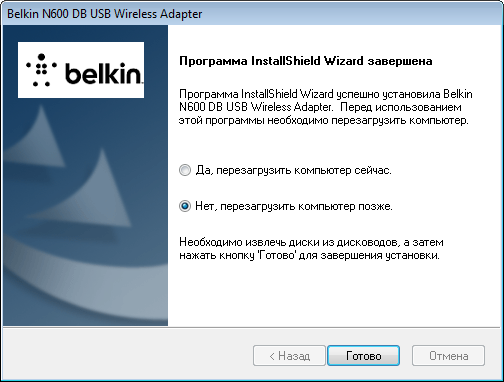 Belkin N600 DB USB Wireless Adapter
belkin
Программа InstallShield Wizard завершена
Программа InstallShield Wizard успешно установила Belkin
N600 DB USB Wireless Adapter. Перед использованием
этой программы необходимо перезагрузить компьютер.
Да, перезагрузить компьютер сейчас.
Нет, перезагрузить компьютер позже.
Необходимо извлечь диски из дисководов, а затем
нажать кнопку 'Готово' для завершения установки.
< Назад Готово Отмена